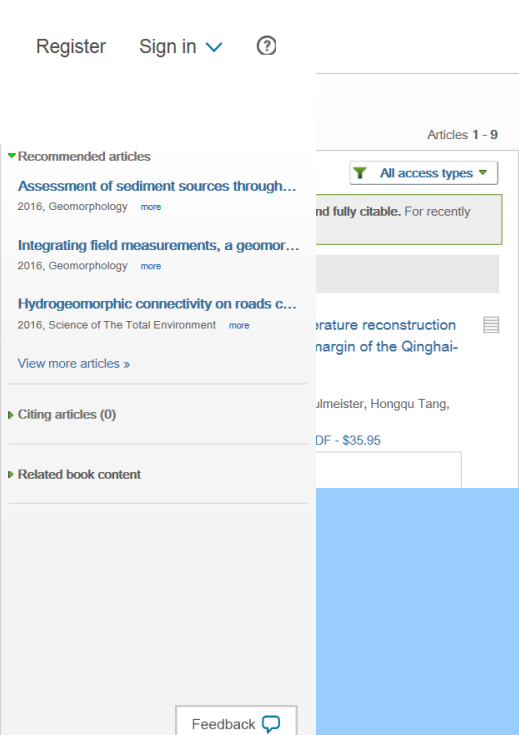 Register Sign in
Articles 1 - 9
Recommended articles
All access types
Assessment of sediment sources through...
2016, Geomorphology more
nd fully citable. For recently
Integrating field measurements, a geomor...
2016, Geomorphology more
Hydrogeomorphic connectivity on roads c...
2016, Science of The Total Environment more
View more articles »
erature reconstruction
margin of the Qinghai-
ulmeister, Hongqu Tang,
DF - $35.95
Citing articles (0)
Related book content
Feedback